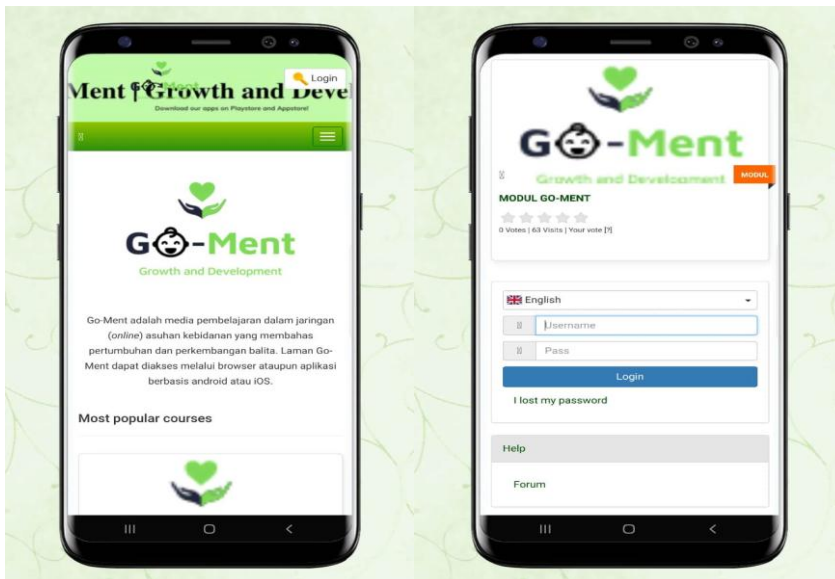 Login
Ment | Growth and Deve
Download our apps on Playstore and Appstore!
Go-Ment
Growth and Development
Go-Ment adalah media pembelajaran dalam jaringan
(online) asuhan kebidanan yang membahas
pertumbuhan dan perkembangan balita. Laman Go-
Ment dapat diakses melalui browser ataupun aplikasi
berbasis android atau iOS.
Most popular courses
Go-Ment
Growth and Development
MODUL
MODUL GO-MENT
0 Votes | 63 Visits | Your vote [?]
English
Username
Pass
Login
I lost my password
Help
Forum